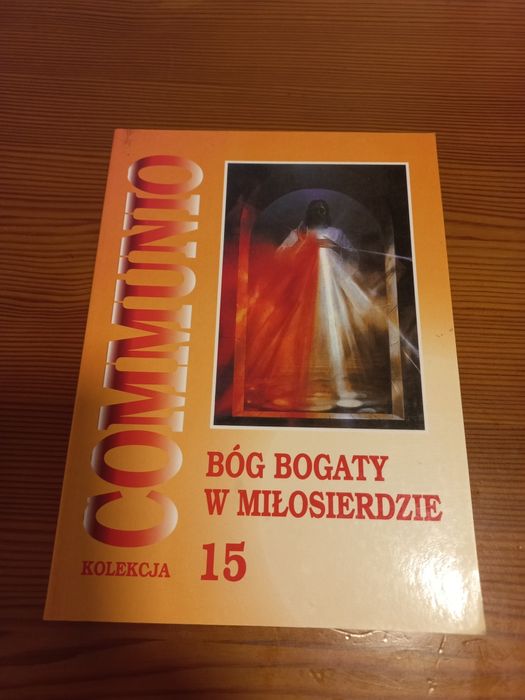 COMMUNIO
BÓG BOGATY
W MIŁOSIERDZIE
KOLEKCJA
15